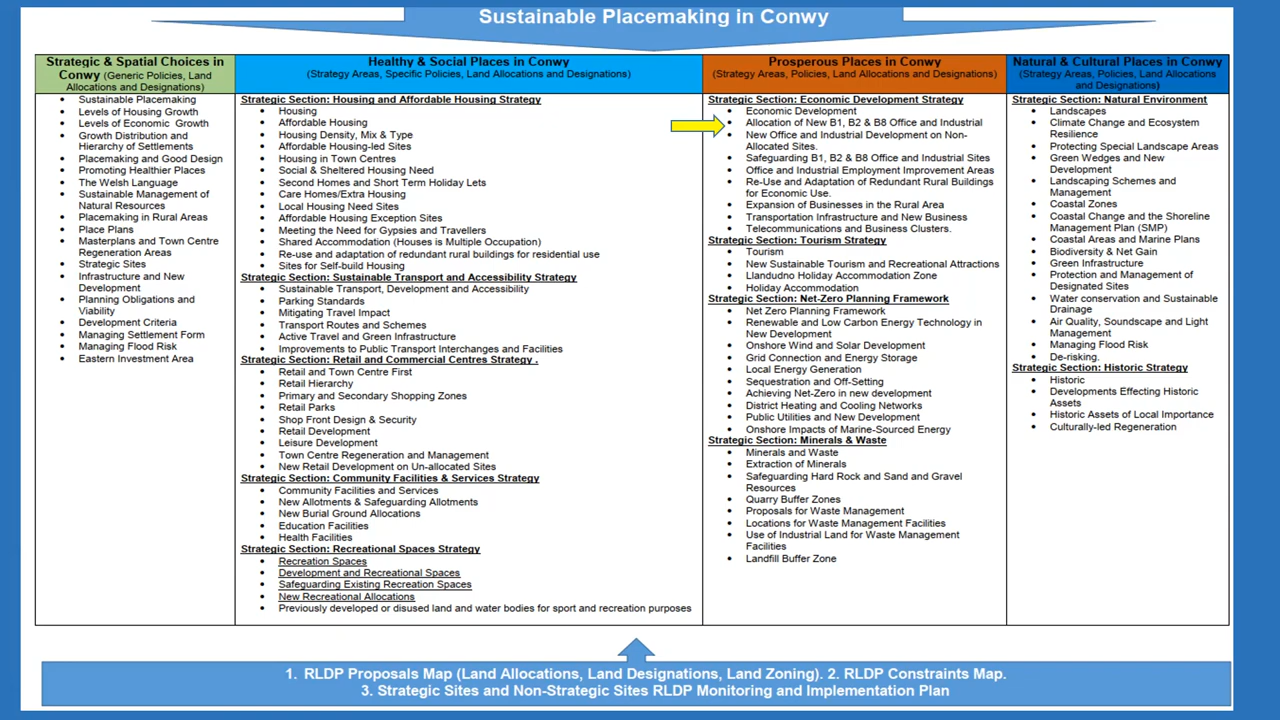 Sustainable Placemaking in Conwy
Strategic & Spatial Choices in
Conwy (Generic Policies, Land
Allocations and Designations)
• Sustainable Placemaking
• Levels of Housing Growth
• Levels of Economic Growth
• Growth Distribution and
Hierarchy of Settlements
• Placemaking and Good Design
• Promoting Healthier Places
• The Welsh Language
• Sustainable Management of
Natural Resources
• Placemaking in Rural Areas
• Place Plans
• Masterplans and Town Centre
Regeneration Areas
• Strategic Sites
• Infrastructure and New
Development
• Planning Obligations and
Viability
• Development Criteria
• Managing Settlement Form
• Managing Flood Risk
• Eastern Investment Area
Healthy & Social Places in Conwy
(Strategy Areas, Specific Policies, Land Allocations and Designations)
Strategic Section: Housing and Affordable Housing Strategy
• Housing
• Affordable Housing
• Housing Density, Mix & Type
• Affordable Housing-led Sites
• Housing in Town Centres
• Social & Sheltered Housing Need
• Second Homes and Short Term Holiday Lets
• Care Homes/Extra Housing
• Local Housing Need Sites
• Affordable Housing Exception Sites
• Meeting the Need for Gypsies and Travellers
• Shared Accommodation (Houses is Multiple Occupation)
• Re-use and adaptation of redundant rural buildings for residential use
• Sites for Self-build Housing
Strategic Section: Sustainable Transport and Accessibility Strategy
• Sustainable Transport, Development and Accessibility
• Parking Standards
• Mitigating Travel Impact
• Transport Routes and Schemes
• Active Travel and Green Infrastructure
• Improvements to Public Transport Interchanges and Facilities
Strategic Section: Retail and Commercial Centres Strategy .
• Retail and Town Centre First
• Retail Hierarchy
• Primary and Secondary Shopping Zones
• Retail Parks
• Shop Front Design & Security
• Retail Development
• Leisure Development
• Town Centre Regeneration and Management
• New Retail Development on Un-allocated Sites
Strategic Section: Community Facilities & Services Strategy
• Community Facilities and Services
• New Allotments & Safeguarding Allotments
• New Burial Ground Allocations
• Education Facilities
• Health Facilities
Strategic Section: Recreational Spaces Strategy
• Recreation Spaces
• Development and Recreational Spaces
• Safeguarding Existing Recreation Spaces
• New Recreational Allocations
• Previously developed or disused land and water bodies for sport and recreation purposes
Prosperous Places in Conwy
(Strategy Areas, Policies, Land Allocations and Designations)
Strategic Section: Economic Development Strategy
• Economic Development
• Allocation of New B1, B2 & B8 Office and Industrial
• New Office and Industrial Development on Non-
Allocated Sites.
• Safeguarding B1, B2 & B8 Office and Industrial Sites
• Office and Industrial Employment Improvement Areas
• Re-Use and Adaptation of Redundant Rural Buildings
for Economic Use.
• Expansion of Businesses in the Rural Area
• Transportation Infrastructure and New Business
• Telecommunications and Business Clusters.
Strategic Section: Tourism Strategy
• Tourism
• New Sustainable Tourism and Recreational Attractions
• Llandudno Holiday Accommodation Zone
• Holiday Accommodation
Strategic Section: Net-Zero Planning Framework
• Net Zero Planning Framework
• Renewable and Low Carbon Energy Technology in
New Development
• Onshore Wind and Solar Development
• Grid Connection and Energy Storage
• Local Energy Generation
• Sequestration and Off-Setting
• Achieving Net-Zero in new development
• District Heating and Cooling Networks
• Public Utilities and New Development
• Onshore Impacts of Marine-Sourced Energy
Strategic Section: Minerals & Waste
• Minerals and Waste
• Extraction of Minerals
• Safeguarding Hard Rock and Sand and Gravel
Resources
• Quarry Buffer Zones
• Proposals for Waste Management
• Locations for Waste Management Facilities
• Use of Industrial Land for Waste Management
Facilities
• Landfill Buffer Zone
Natural & Cultural Places in Conwy
(Strategy Areas, Policies, Land Allocations
and Designations)
Strategic Section: Natural Environment
• Landscapes
• Climate Change and Ecosystem
Resilience
• Protecting Special Landscape Areas
• Green Wedges and New
Development
• Landscaping Schemes and
Management
• Coastal Zones
• Coastal Change and the Shoreline
Management Plan (SMP)
• Coastal Areas and Marine Plans
• Biodiversity & Net Gain
• Green Infrastructure
• Protection and Management of
Designated Sites
• Water conservation and Sustainable
Drainage
• Air Quality, Soundscape and Light
Management
• Managing Flood Risk
• De-risking.
Strategic Section: Historic Strategy
• Historic
• Developments Effecting Historic
Assets
• Historic Assets of Local Importance
• Culturally-led Regeneration
1. RLDP Proposals Map (Land Allocations, Land Designations, Land Zoning). 2. RLDP Constraints Map.
3. Strategic Sites and Non-Strategic Sites RLDP Monitoring and Implementation Plan